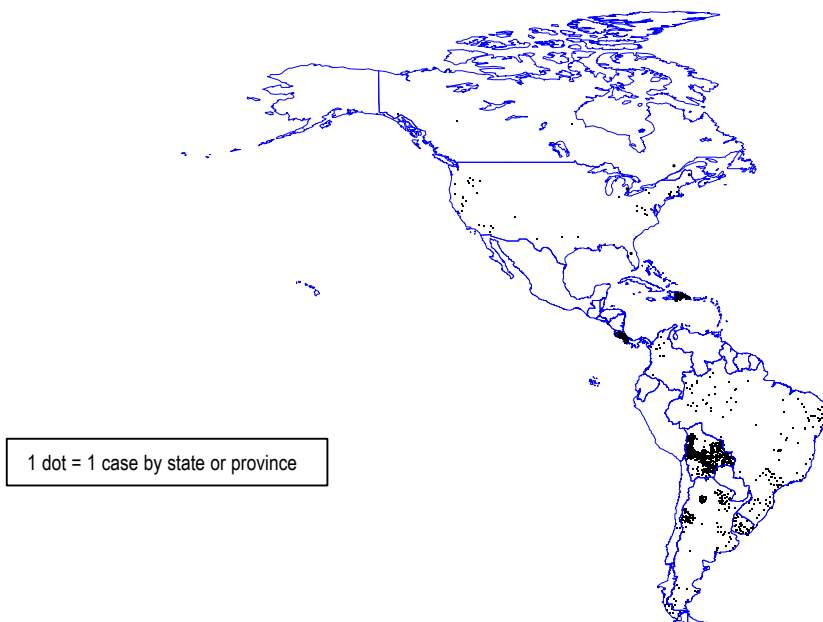 1 dot = 1 case by state or province